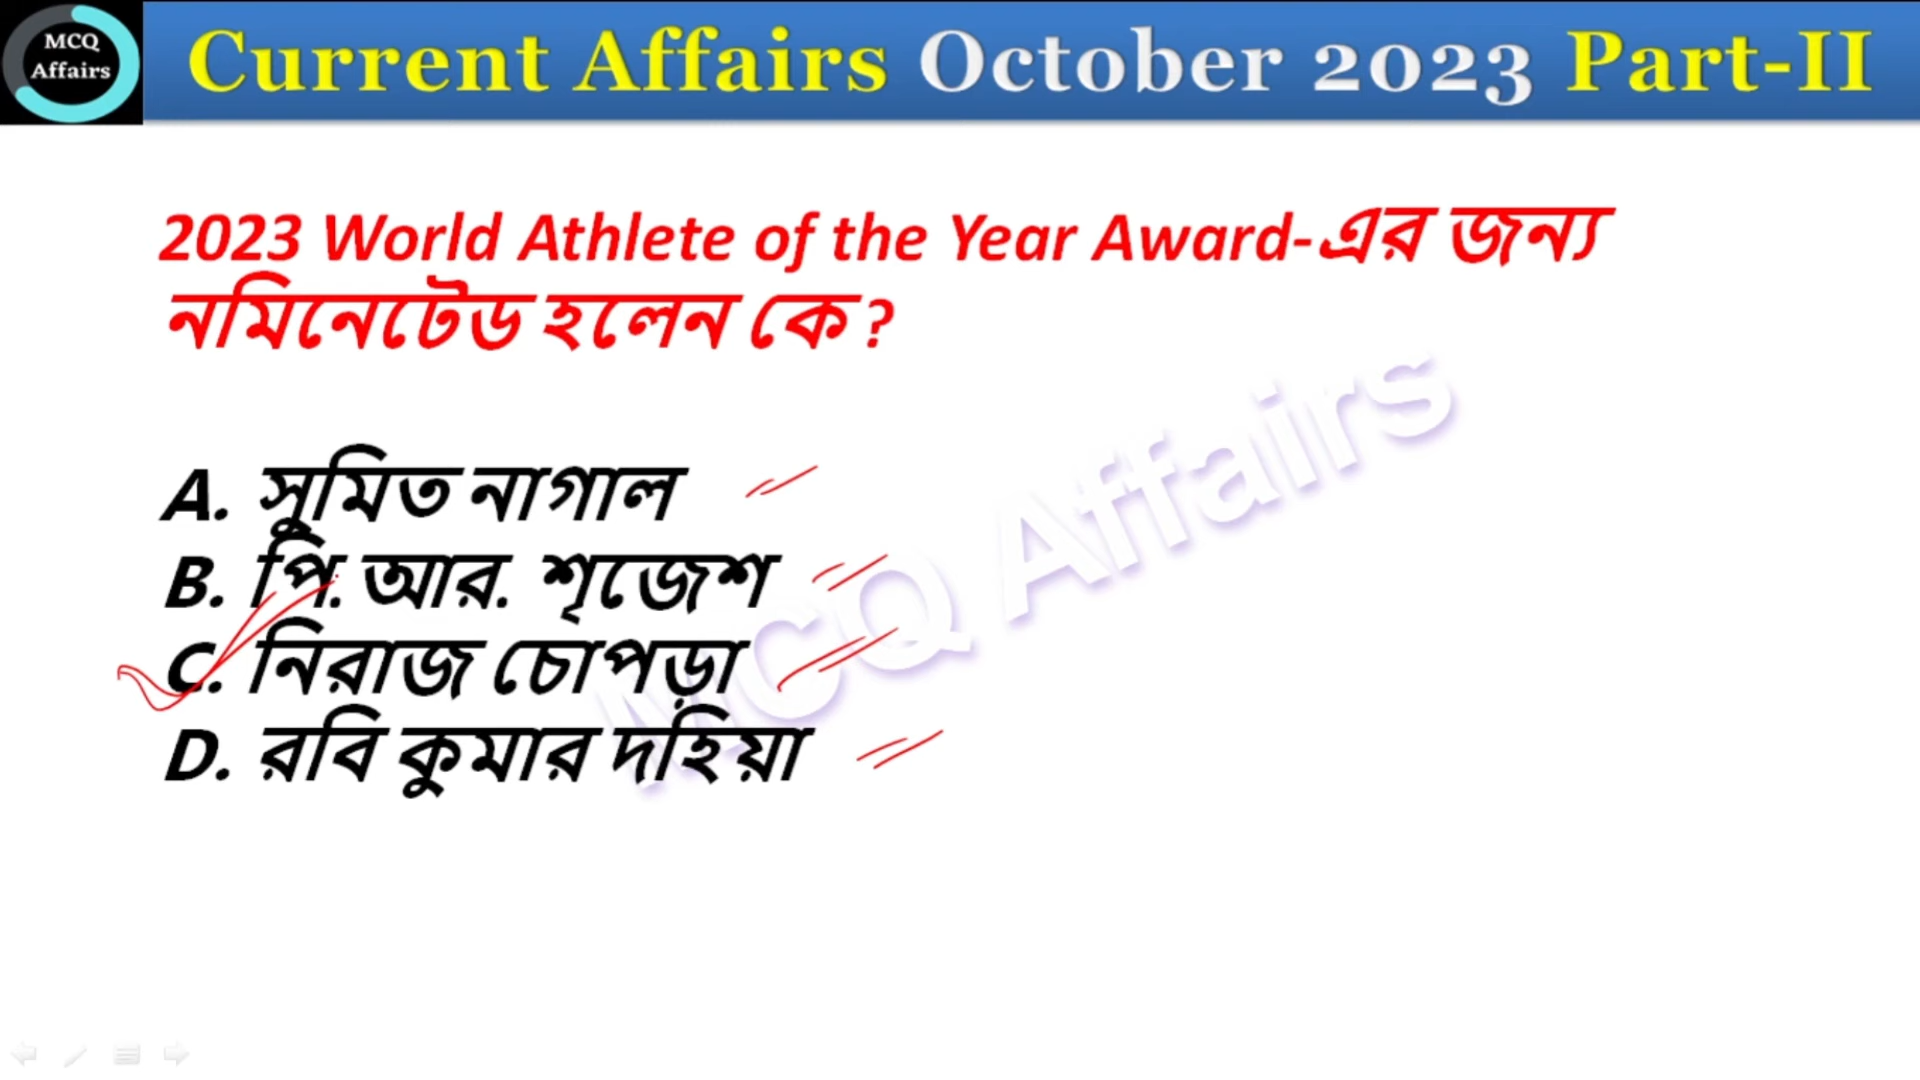 MCQ
Affairs
Current Affairs October 2023 Part-II
2023 World Athlete of the Year Award-এর জন্য
নমিনেটেড হলেন কে?
A. সুমিত নাগাল
B. পি. আর. শৃজেশ
C. নিরাজ চোপড়া
D. রবি কুমার দহিয়া
MCQ Affairs